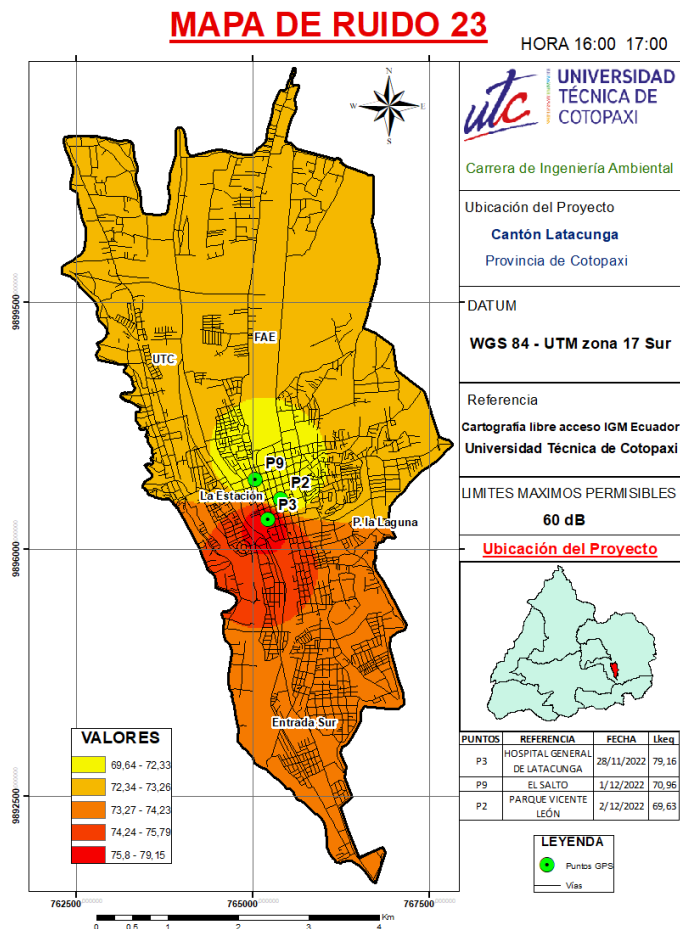 MAPA DE RUIDO 23
HORA 16:00 17:00
N
W
E
S
utc
UNIVERSIDAD
TÉCNICA DE
COTOPAXI
Carrera de Ingeniería Ambiental
Ubicación del Proyecto
Cantón Latacunga
Provincia de Cotopaxi
DATUM
WGS 84 - UTM zona 17 Sur
Referencia
Cartografía libre acceso IGM Ecuador
Universidad Técnica de Cotopaxi
LIMITES MAXIMOS PERMISIBLES
60 dB
Ubicación del Proyecto
PUNTOS REFERENCIA FECHA Lkeq
P3 HOSPITAL GENERAL DE LATACUNGA 28/11/2022 79,16
P9 EL SALTO 1/12/2022 70,96
P2 PARQUE VICENTE LEÓN 2/12/2022 69,63
LEYENDA
Puntos GPS
Vías
9899500
9896000
9892500
FAE
UTC
P9
P2
La Estación
P3
P. la Laguna
Entrada Sur
VALORES
69,64 - 72,33
72,34 - 73,26
73,27 - 74,23
74,24 - 75,79
75,8 - 79,15
762500
765000
767500
Km
0 0,5 1 2 3 4